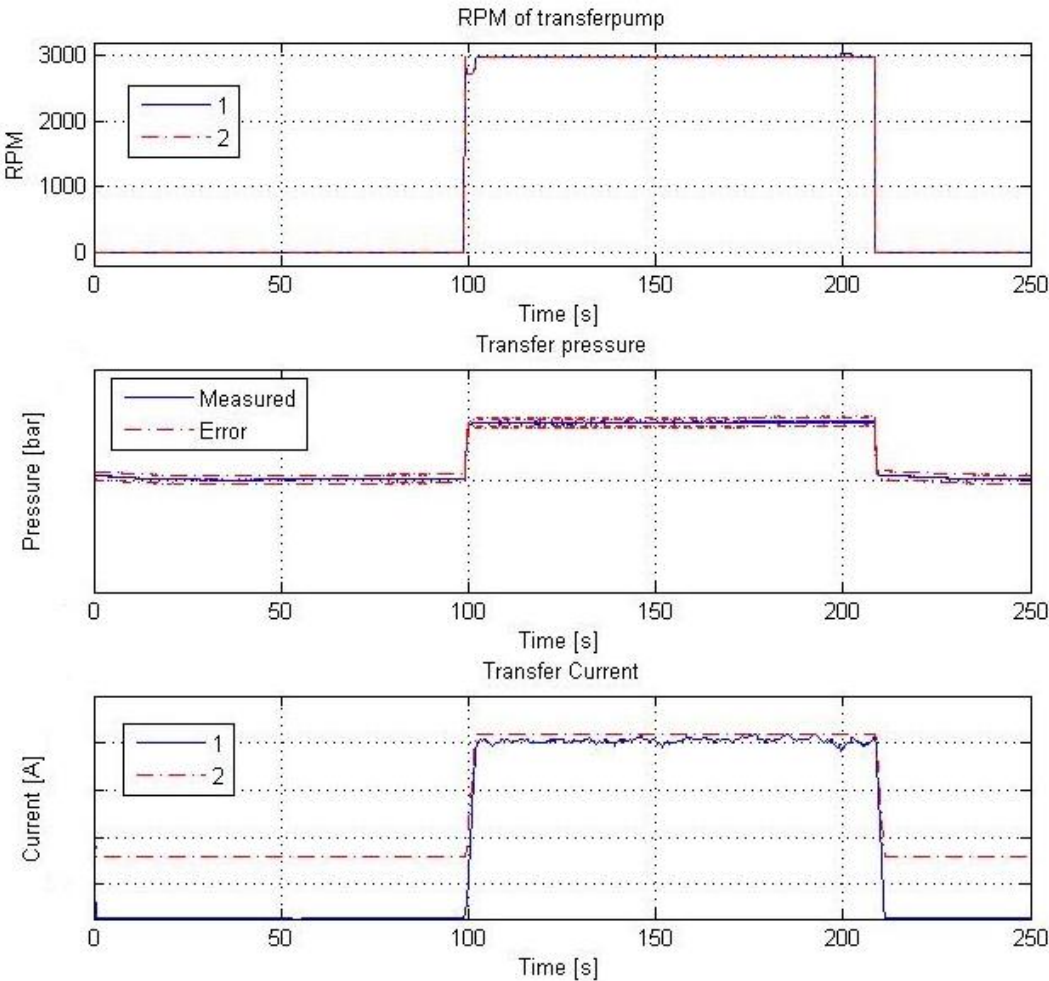 RPM of transferpump
3000
2000
1000
0
RPM
1
2
0 50 100 150 200 250
Time [s]
Transfer pressure
Pressure [bar]
Measured
Error
0 50 100 150 200 250
Time [s]
Transfer Current
Current [A]
1
2
0 50 100 150 200 250
Time [s]